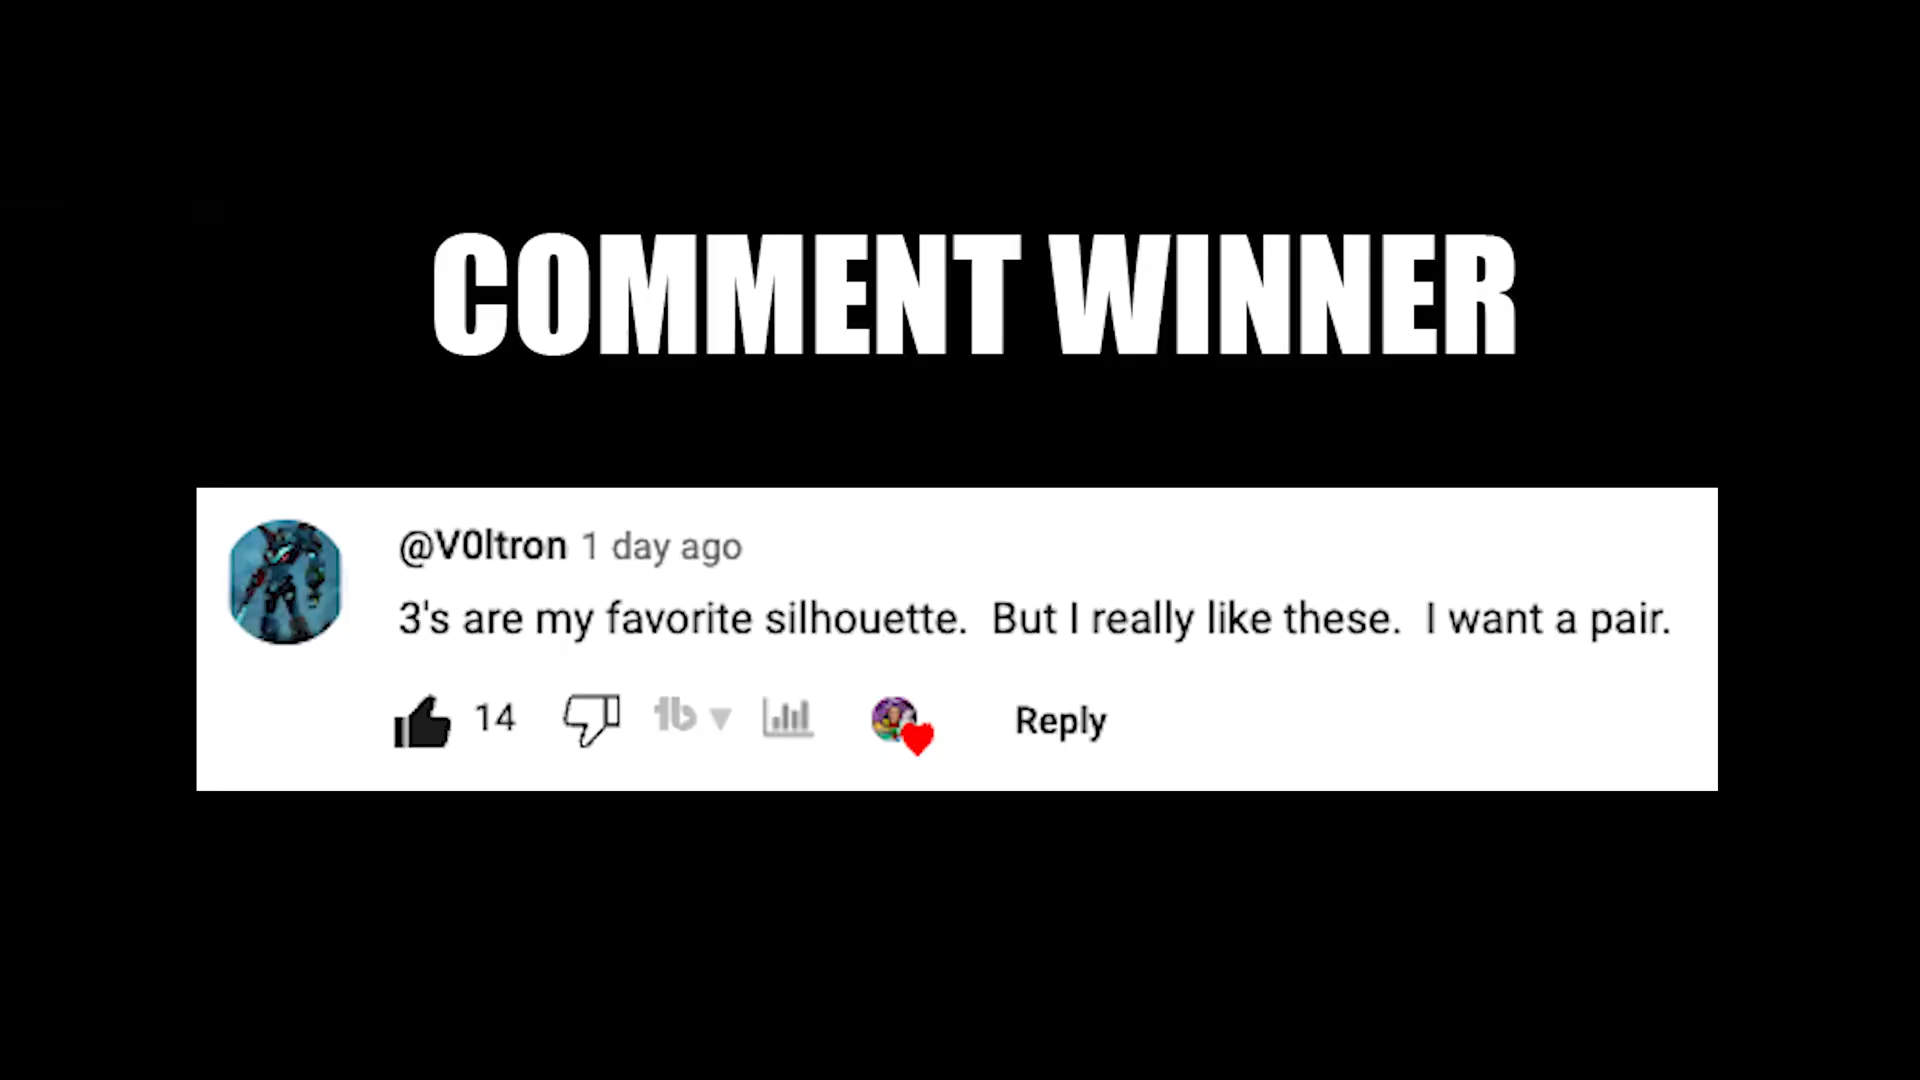 COMMENT WINNER
@V0ltron 1 day ago
3's are my favorite silhouette.  But I really like these.  I want a pair.
14 tb Reply